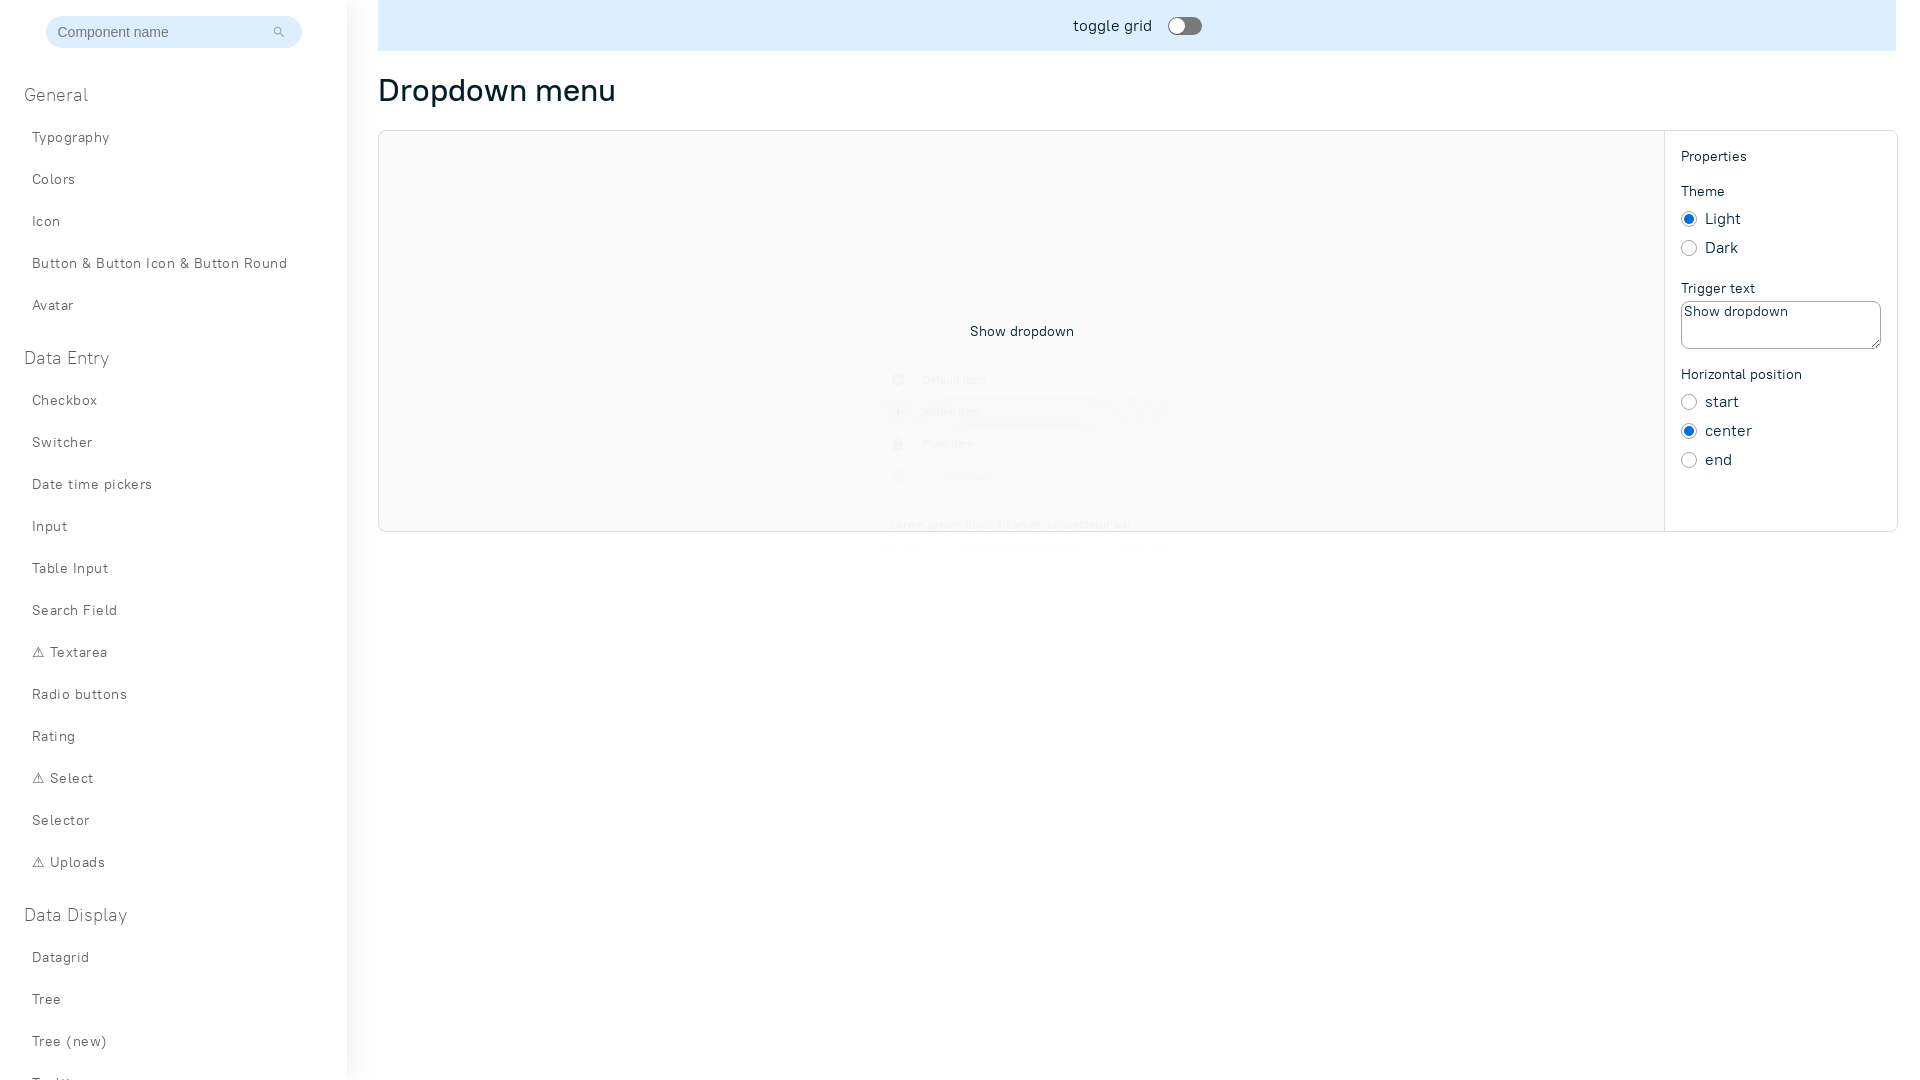 Component name
toggle grid
General
Typography
Colors
Icon
Button & Button Icon & Button Round
Avatar
Data Entry
Checkbox
Switcher
Date time pickers
Input
Table Input
Search Field
⚠ Textarea
Radio buttons
Rating
⚠ Select
Selector
⚠ Uploads
Data Display
Datagrid
Tree
Tree (new)
Dropdown menu
Show dropdown
Default item
Active item
Plain item
Lorem ipsum dolor sit amet, consectetur adi
Properties
Theme
Light
Dark
Trigger text
Show dropdown
Horizontal position
start
center
end